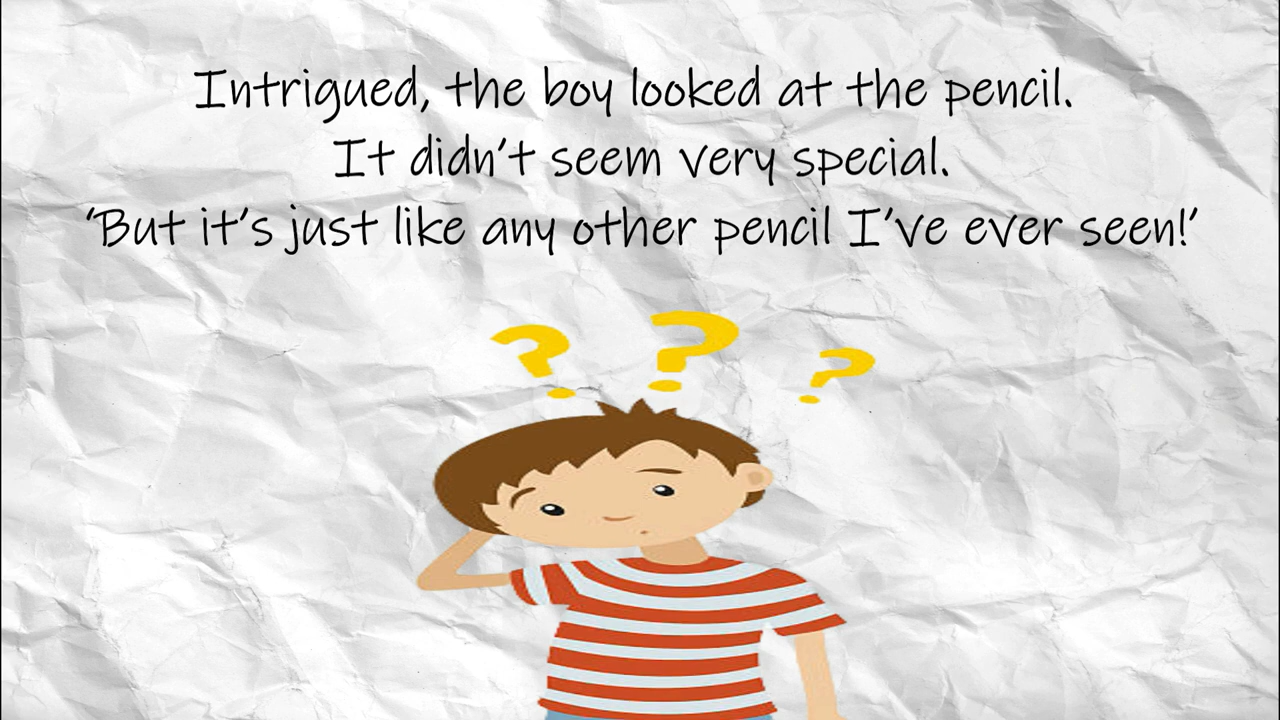 Intrigued, the boy looked at the pencil.
It didn’t seem very special.
‘But it’s just like any other pencil I’ve ever seen!’
? ? ?